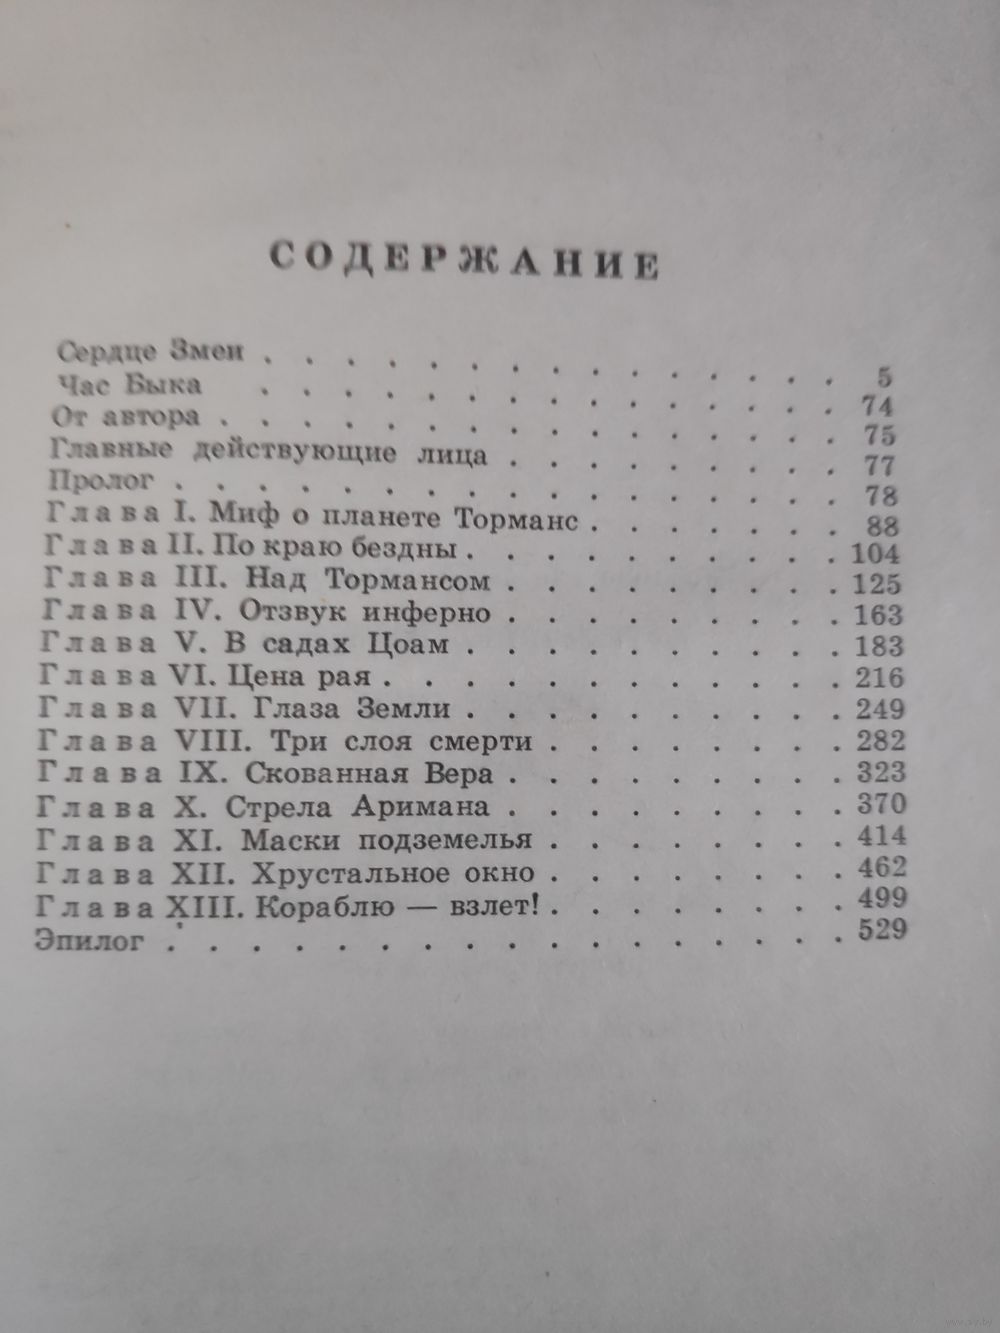 СОДЕРЖАНИЕ
Сердце Змеи . . . . . . . . . . . . . . 5
Час Быка . . . . . . . . . . . . . . 74
От автора . . . . . . . . . . . . . . . 75
Главные действующие лица . . . . . . . . 77
Пролог . . . . . . . . . . . . . . . . 78
Глава I. Миф о планете Торманс . . . . . . . 88
Глава II. По краю бездны . . . . . . . . . . 104
Глава III. Над Тормансом . . . . . . . . . 125
Глава IV. Отзвук инферно . . . . . . . . . 163
Глава V. В садах Цоам . . . . . . . . . . 183
Глава VI. Цена рая . . . . . . . . . . . . 216
Глава VII. Глаза Земли . . . . . . . . . . 249
Глава VIII. Три слоя смерти . . . . . . . . 282
Глава IX. Скованная Вера . . . . . . . . . 323
Глава X. Стрела Аримана . . . . . . . . . 370
Глава XI. Маски подземелья . . . . . . . . 414
Глава XII. Хрустальное окно . . . . . . . . 462
Глава XIII. Кораблю — взлет! . . . . . . . . 499
Эпилог . . . . . . . . . . . . . . . . . 529